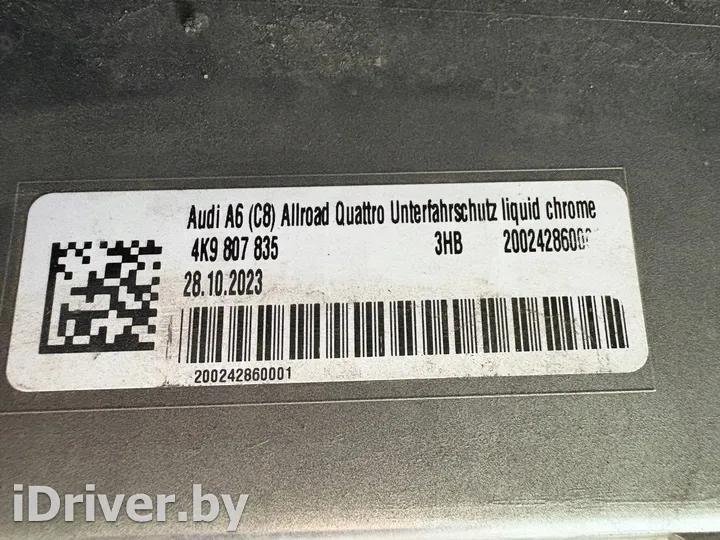 Audi A6 (C8) Allroad Quattro Unterfahrschutz liquid chrome
4K9 807 835 3HB
28.10.2023
200242860001
iDriver.by